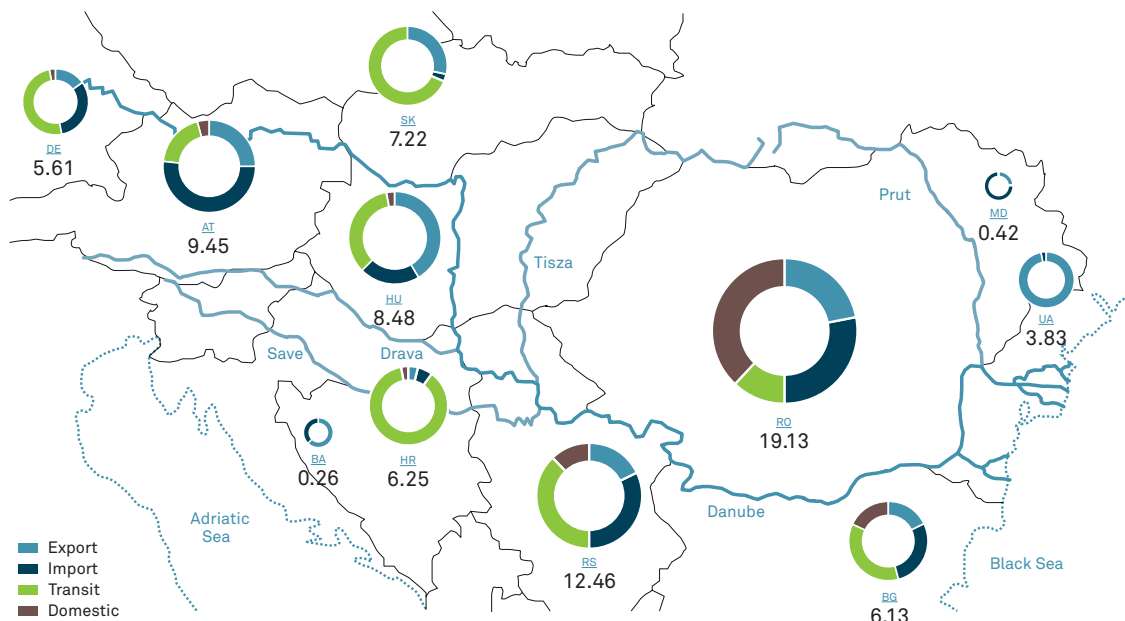 SK
7.22
DE
5.61
AT
9.45
Prut
MD
0.42
Tisza
HU
8.48
UA
3.83
Save
Drava
RO
19.13
BA
0.26
HR
6.25
Adriatic
Sea
Danube
RS
12.46
Black Sea
BG
6.13
Export
Import
Transit
Domestic